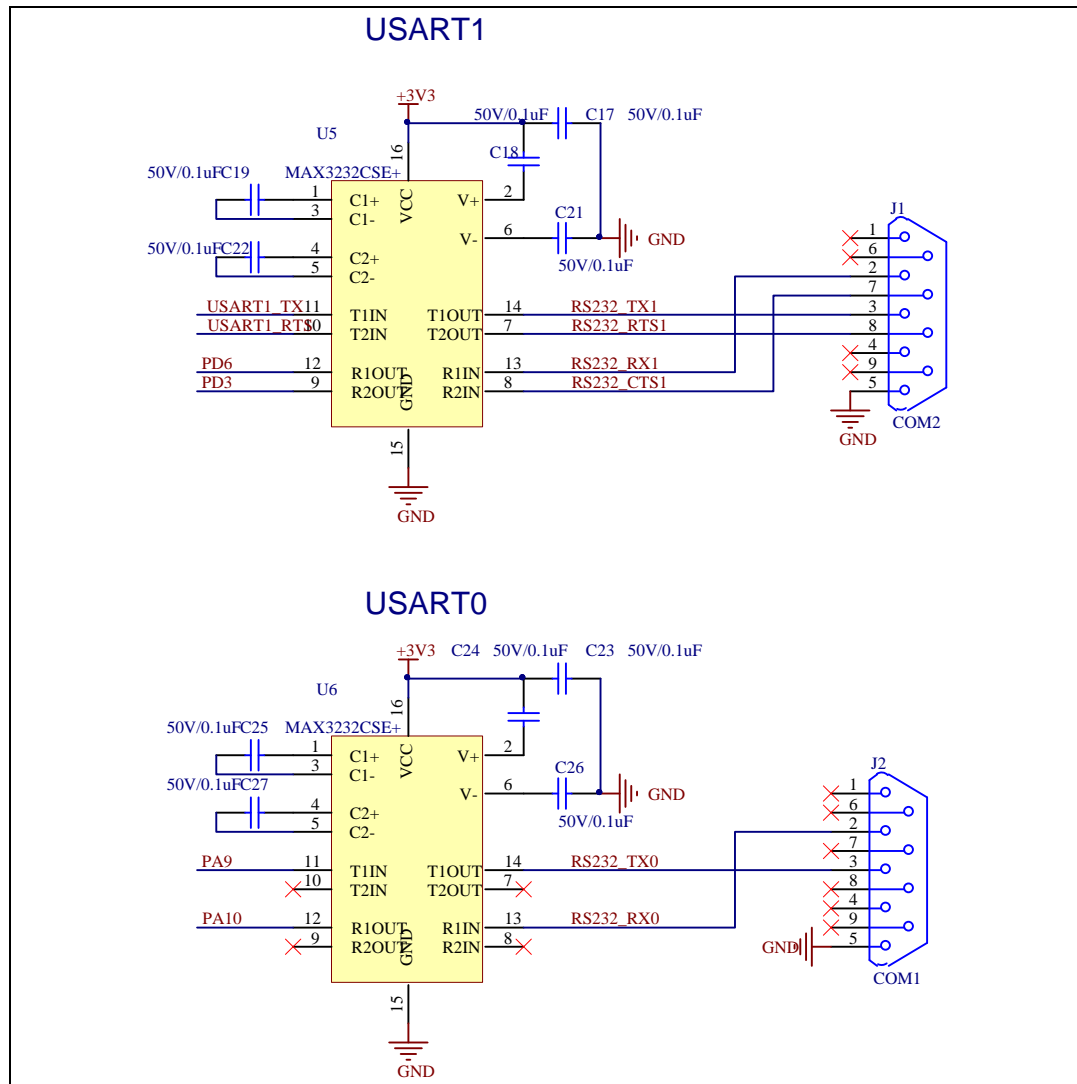 USART1
+3V3
50V/0.1uF C17 50V/0.1uF
U5
16
C18
50V/0.1uFC19 MAX3232CSE+
1 C1+ VCC V+ 2
3 C1-
C21
6 V- GND
J1
1
50V/0.1uFC22
4 C2+
5 C2-
50V/0.1uF
6
2
7
USART1_TX 11 T1IN T1OUT 14 RS232_TX1 3
USART1_RTS 10 T2IN T2OUT 7 RS232_RTS1 8
4
PD6 12 R1OUT R1IN 13 RS232_RX1 9
PD3 9 R2OUT GND R2IN 8 RS232_CTS1 5
COM2
GND
15
GND
USART0
+3V3 C24 50V/0.1uF C23 50V/0.1uF
U6
16
50V/0.1uFC25 MAX3232CSE+
1 C1+ VCC V+ 2
3 C1-
J2
C26
50V/0.1uFC27
6 V- GND
1
4 C2+
5 C2-
50V/0.1uF
6
2
7
PA9 11 T1IN T1OUT 14 RS232_TX0 3
10 T2IN T2OUT 7 8
4
PA10 12 R1OUT R1IN 13 RS232_RX0 9
9 R2OUT GND R2IN 8 GND 5
COM1
15
GND